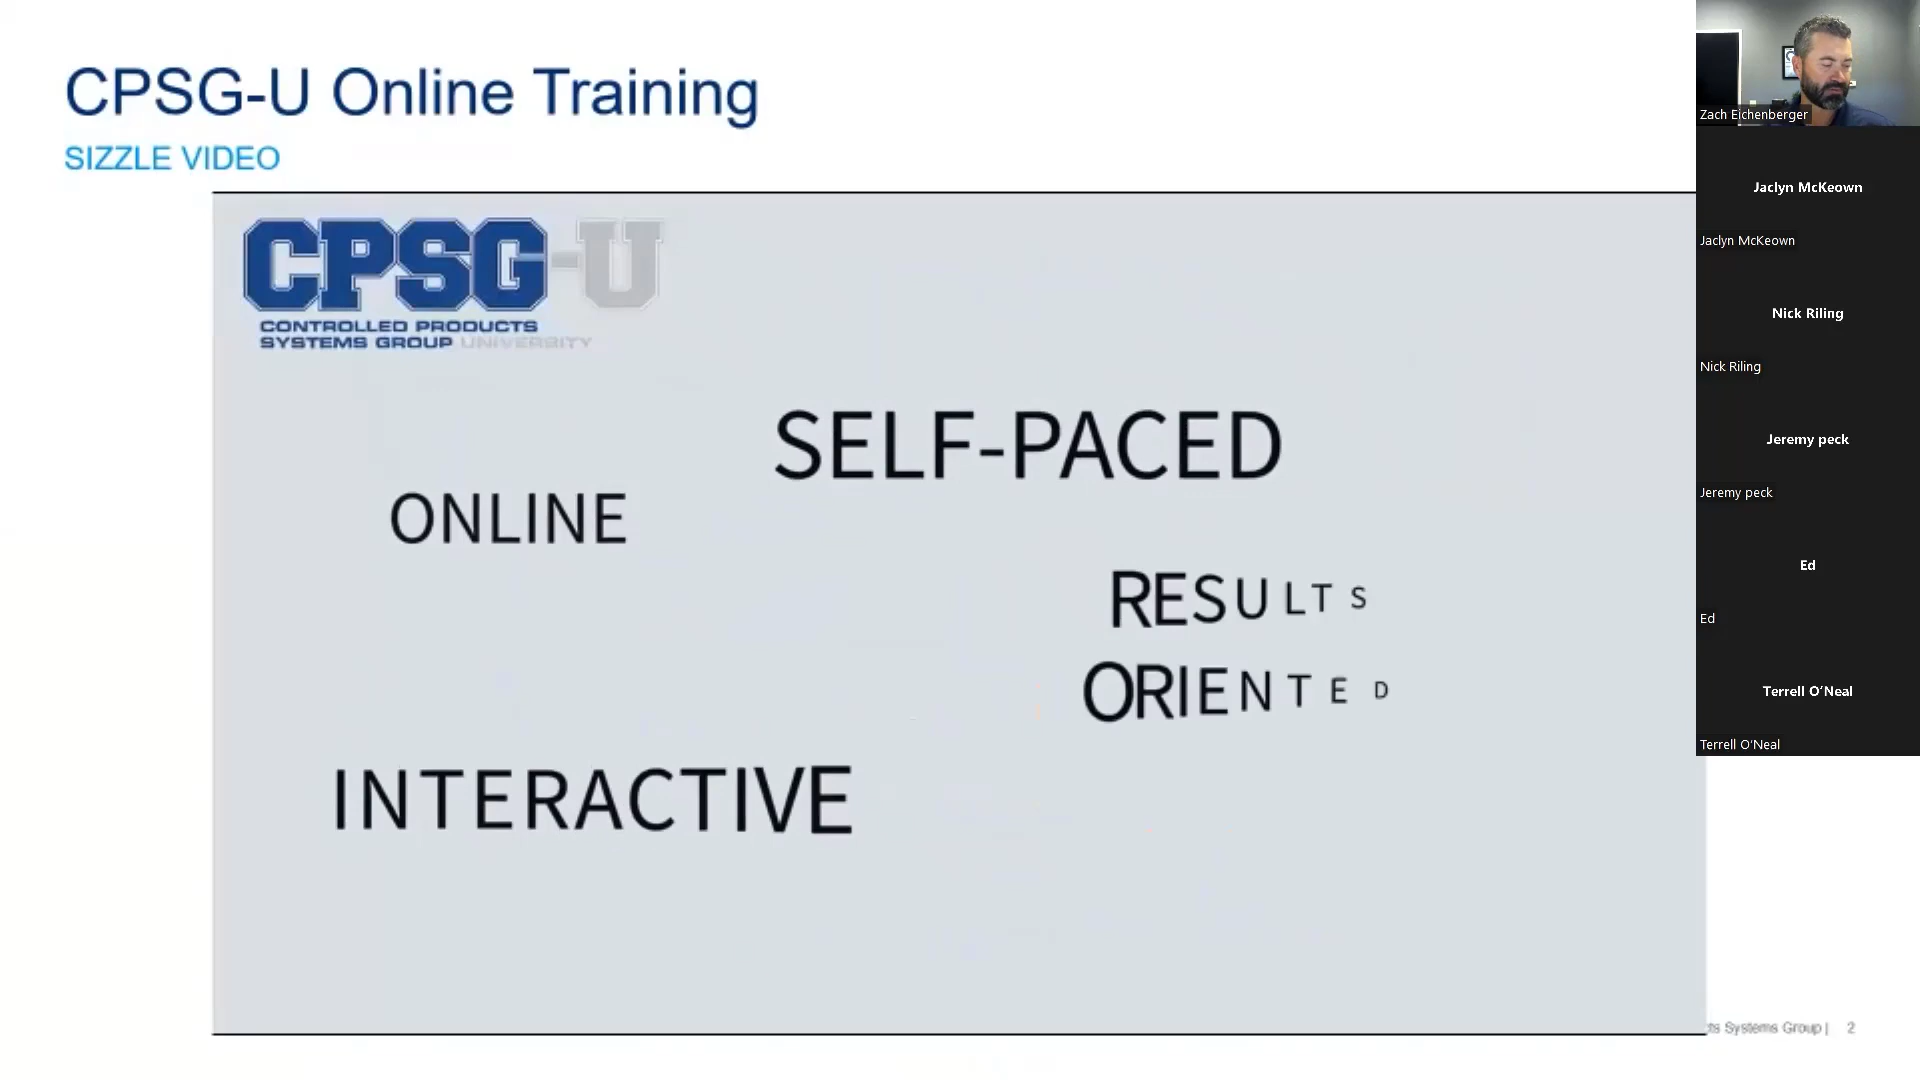 CPSG-U Online Training
SIZZLE VIDEO
CPSG-U
CONTROLLED PRODUCTS
SYSTEMS GROUP UNIVERSITY
SELF-PACED
ONLINE
RESULTS
ORIENTED
INTERACTIVE
Systems Group | 2
Zach Eichenberger
Jaclyn McKeown
Jaclyn McKeown
Nick Riling
Nick Riling
Jeremy peck
Jeremy peck
Ed
Ed
Terrell O'Neal
Terrell O'Neal